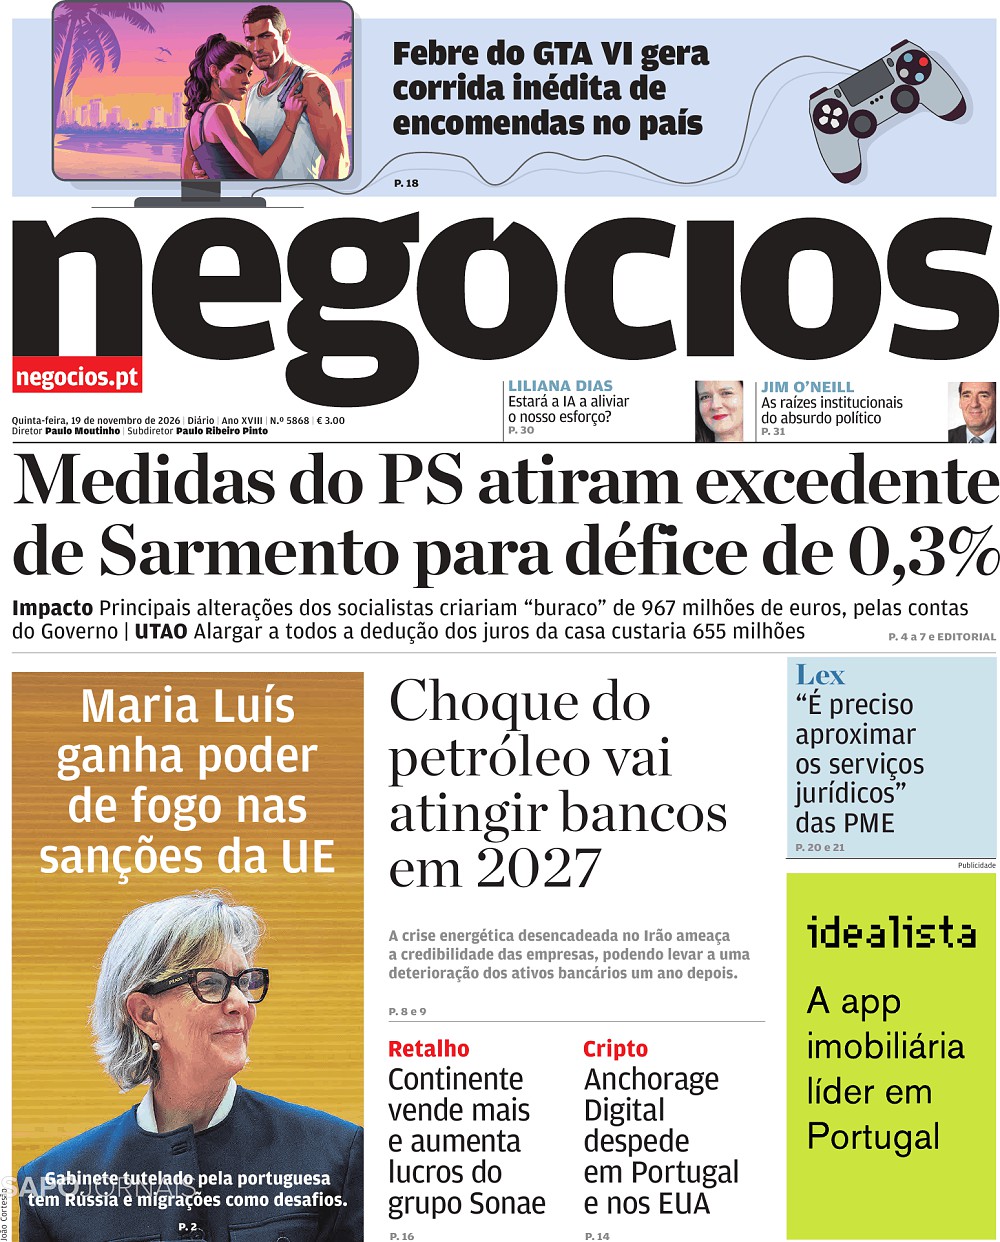 Febre do GTA VI gera
corrida inédita de
encomendas no país
P. 18
negócios
negocios.pt
Quinta-feira, 19 de novembro de 2026 | Diário | Ano XVIII | N.º 5868 | € 3.00
Diretor Paulo Moutinho | Subdiretor Paulo Ribeiro Pinto
LILIANA DIAS
Estará a IA a aliviar
o nosso esforço?
P. 30
JIM O'NEILL
As raízes institucionais
do absurdo político
P. 31
Medidas do PS atiram excedente
de Sarmento para défice de 0,3%
Impacto Principais alterações dos socialistas criariam “buraco” de 967 milhões de euros, pelas contas
do Governo | UTAO Alargar a todos a dedução dos juros da casa custaria 655 milhões
P. 4 a 7 e EDITORIAL
Maria Luís
ganha poder
de fogo nas
sanções da UE
PRADA
Gabinete tutelado pela portuguesa
tem Rússia e migrações como desafios.
P. 2
SAPO JORNAIS
João Cortesão
Choque do
petróleo vai
atingir bancos
em 2027
A crise energética desencadeada no Irão ameaça
a credibilidade das empresas, podendo levar a uma
deterioração dos ativos bancários um ano depois.
P. 8 e 9
Retalho
Continente
vende mais
e aumenta
lucros do
grupo Sonae
P. 16
Cripto
Anchorage
Digital
despede
em Portugal
e nos EUA
P. 14
Lex
“É preciso
aproximar
os serviços
jurídicos”
das PME
P. 20 e 21
Publicidade
idealista
A app
imobiliária
líder em
Portugal